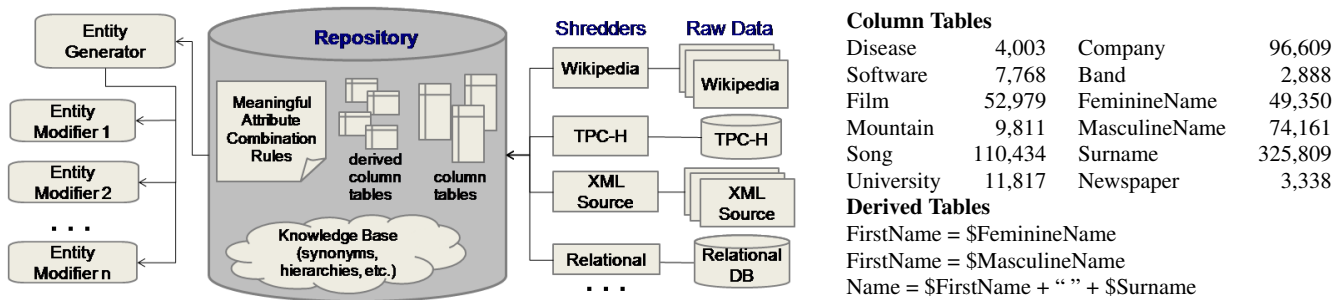 Entity
Generator
Entity
Modifier 1
Entity
Modifier 2
. . .
Entity
Modifier n
Repository
Meaningful
Attribute
Combination
Rules
derived
column
tables
column
tables
Knowledge Base
(synonyms,
hierarchies, etc.)
Shredders Raw Data
Wikipedia Wikipedia
TPC-H TPC-H
XML
Source
XML
Source
Relational
Relational
DB
. . .
Column Tables
Disease 4,003 Company 96,609
Software 7,768 Band 2,888
Film 52,979 FeminineName 49,350
Mountain 9,811 MasculineName 74,161
Song 110,434 Surname 325,809
University 11,817 Newspaper 3,338
Derived Tables
FirstName = $FeminineName
FirstName = $MasculineName
Name = $FirstName + “ ” + $Surname